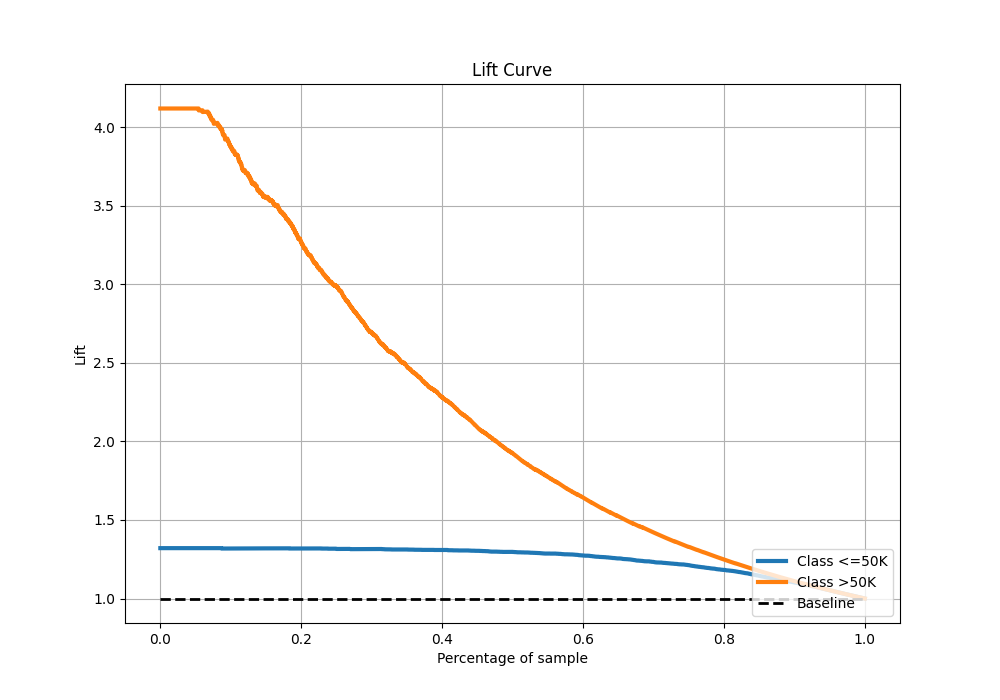 Lift Curve
Lift
4.0
3.5
3.0
2.5
2.0
1.5
1.0
Class <=50K
Class >50K
Baseline
0.0 0.2 0.4 0.6 0.8 1.0
Percentage of sample